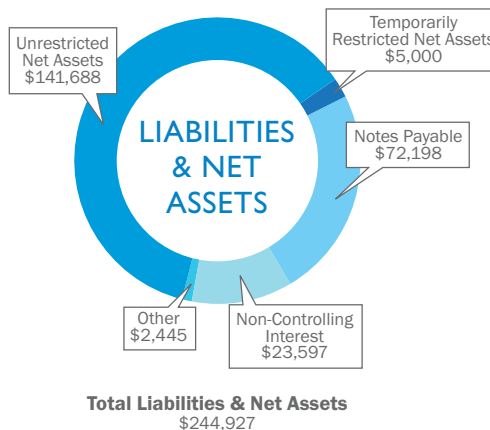 Unrestricted
Net Assets
$141,688
Temporarily
Restricted Net Assets
$5,000
LIABILITIES
& NET
ASSETS
Notes Payable
$72,198
Other
$2,445
Non-Controlling
Interest
$23,597
Total Liabilities & Net Assets
$244,927